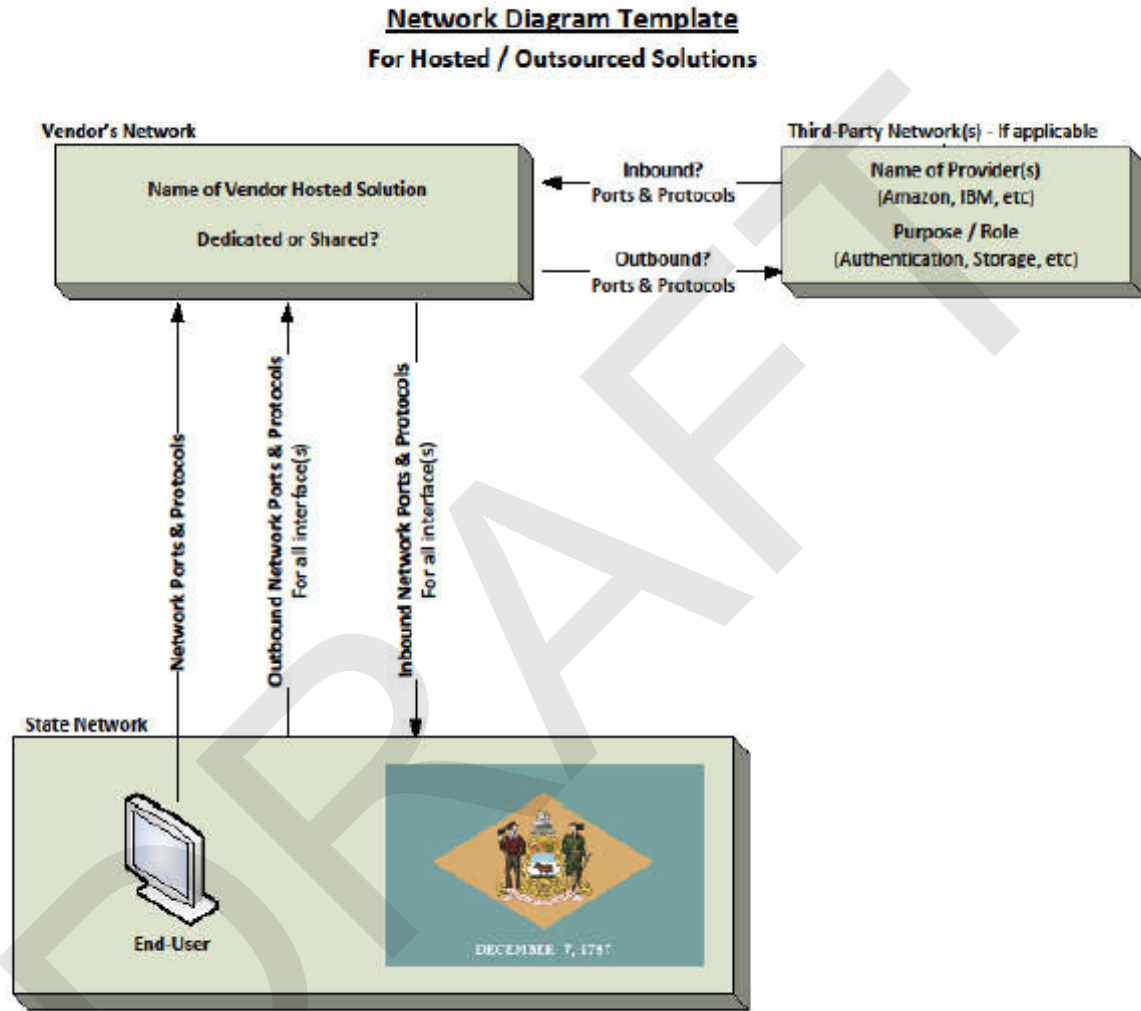 Network Diagram Template
For Hosted / Outsourced Solutions
Vendor's Network
Name of Vendor Hosted Solution
Dedicated or Shared?
Inbound?
Ports & Protocols
Outbound?
Ports & Protocols
Third-Party Network(s) - If applicable
Name of Provider(s)
(Amazon, IBM, etc)
Purpose / Role
(Authentication, Storage, etc)
Network Ports & Protocols
Outbound Network Ports & Protocols
For all interface(s)
Inbound Network Ports & Protocols
For all interface(s)
State Network
End-User
DECEMBER 7, 1787
DRAFT